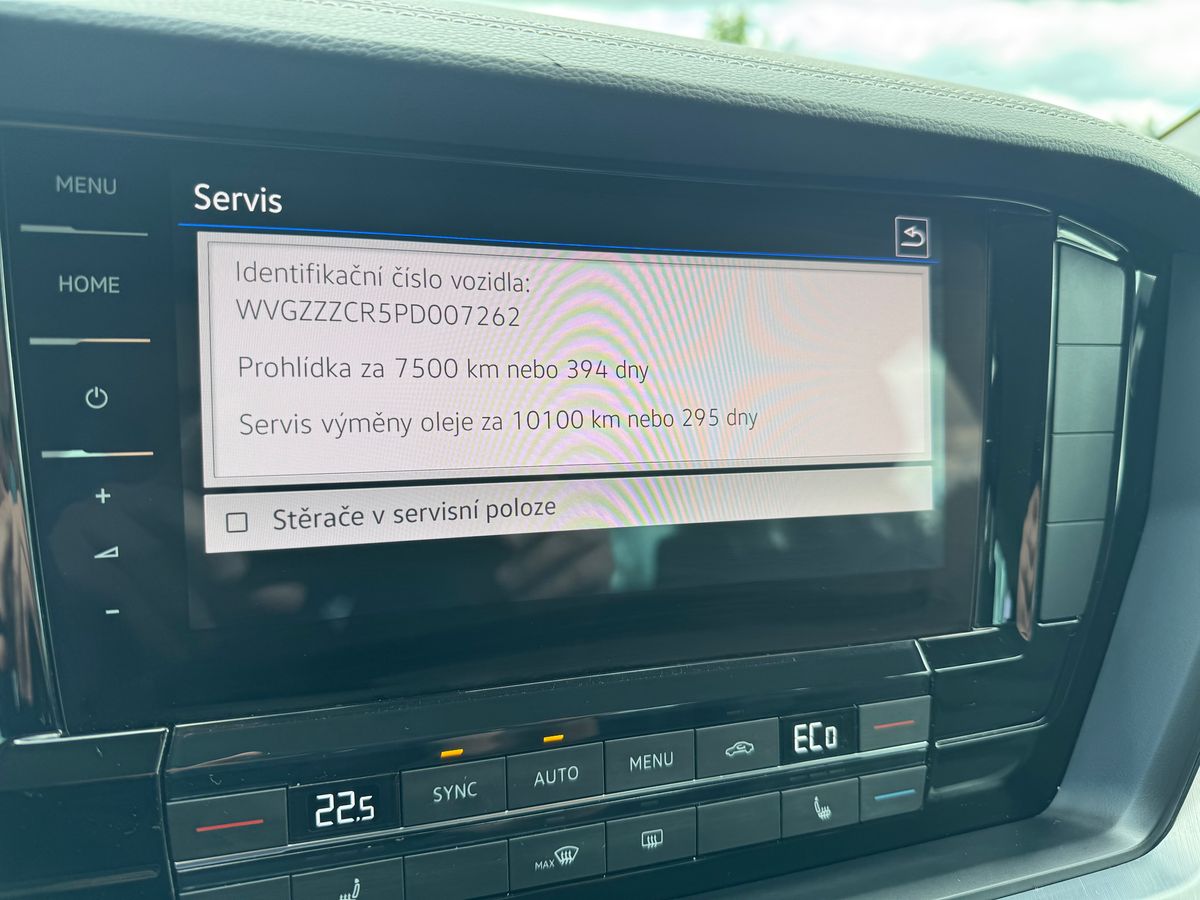 MENU
HOME
Servis
Identifikační číslo vozidla:
WVGZZZCR5PD007262
Prohlídka za 7500 km nebo 394 dny
Servis výměny oleje za 10100 km nebo 295 dny
Stěrače v servisní poloze
+
-
22.5
SYNC
AUTO
MENU
ECo
MAX